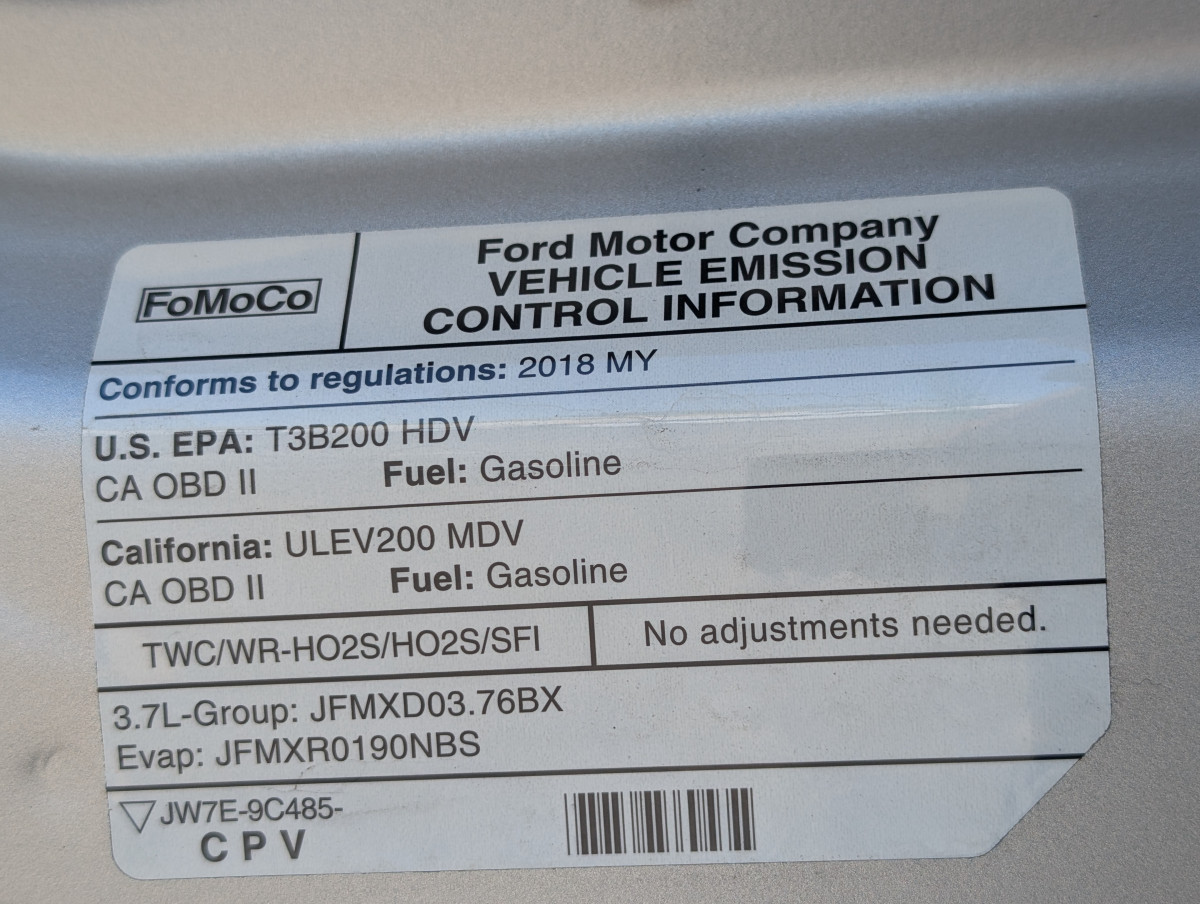 FoMoCo
Ford Motor Company
VEHICLE EMISSION
CONTROL INFORMATION
Conforms to regulations: 2018 MY
U.S. EPA: T3B200 HDV
CA OBD II Fuel: Gasoline
California: ULEV200 MDV
CA OBD II Fuel: Gasoline
TWC/WR-HO2S/HO2S/SFI
No adjustments needed.
3.7L-Group: JFMXD03.76BX
Evap: JFMXR0190NBS
▽JW7E-9C485-
C P V